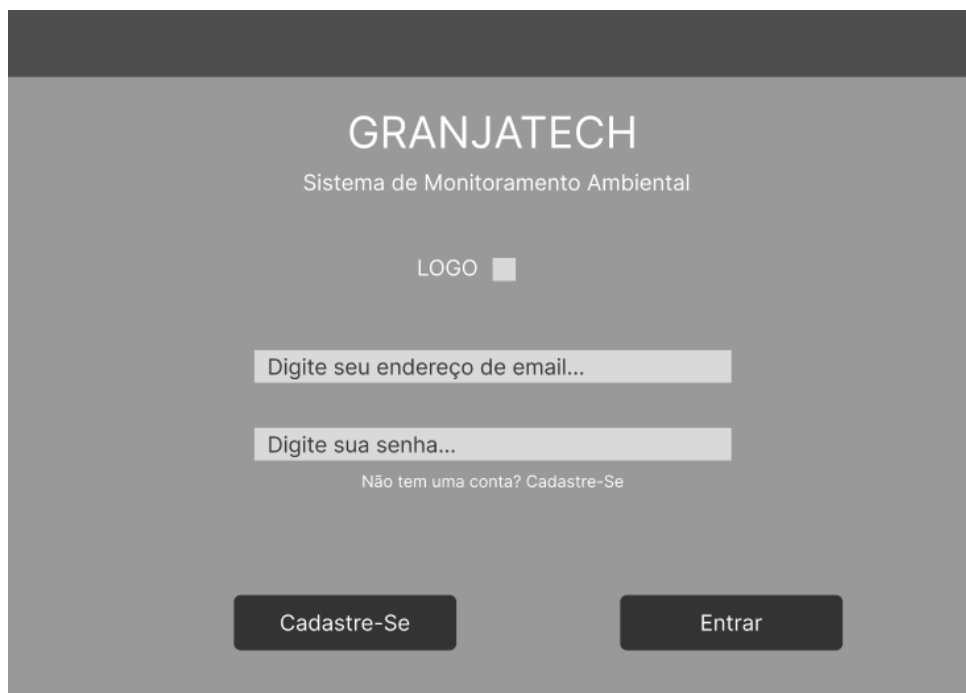 GRANJATECH
Sistema de Monitoramento Ambiental
LOGO
Digite seu endereço de email...
Digite sua senha...
Não tem uma conta? Cadastre-Se
Cadastre-Se
Entrar